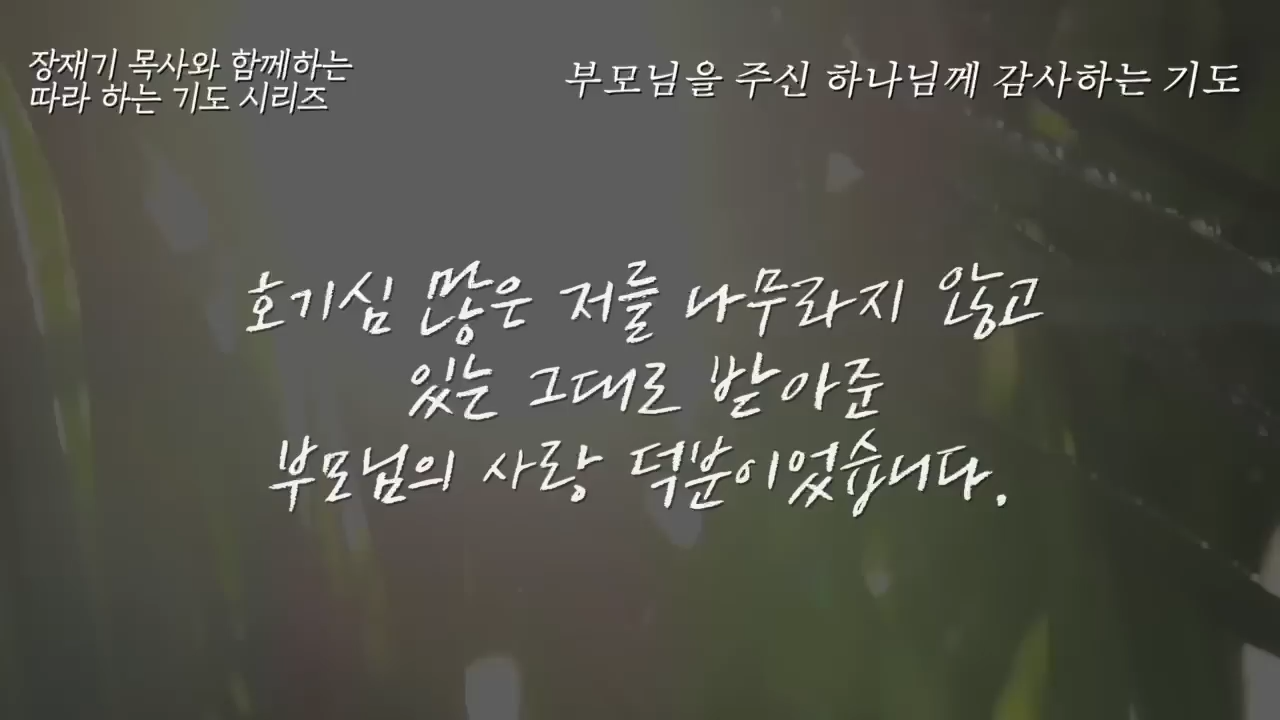 장재기 목사와 함께하는
따라 하는 기도 시리즈
부모님을 주신 하나님께 감사하는 기도
호기심 많은 저를 나무라지 않고
있는 그대로 받아준
부모님의 사랑 덕분이었습니다.